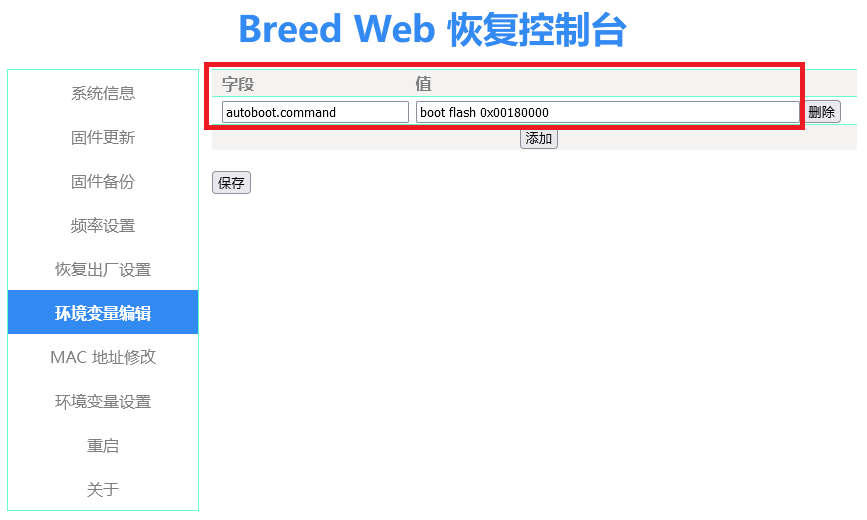 Breed Web 恢复控制台
系统信息
固件更新
固件备份
频率设置
恢复出厂设置
环境变量编辑
MAC 地址修改
环境变量设置
重启
关于
字段 值
autoboot.command boot flash 0x00180000 删除
添加
保存